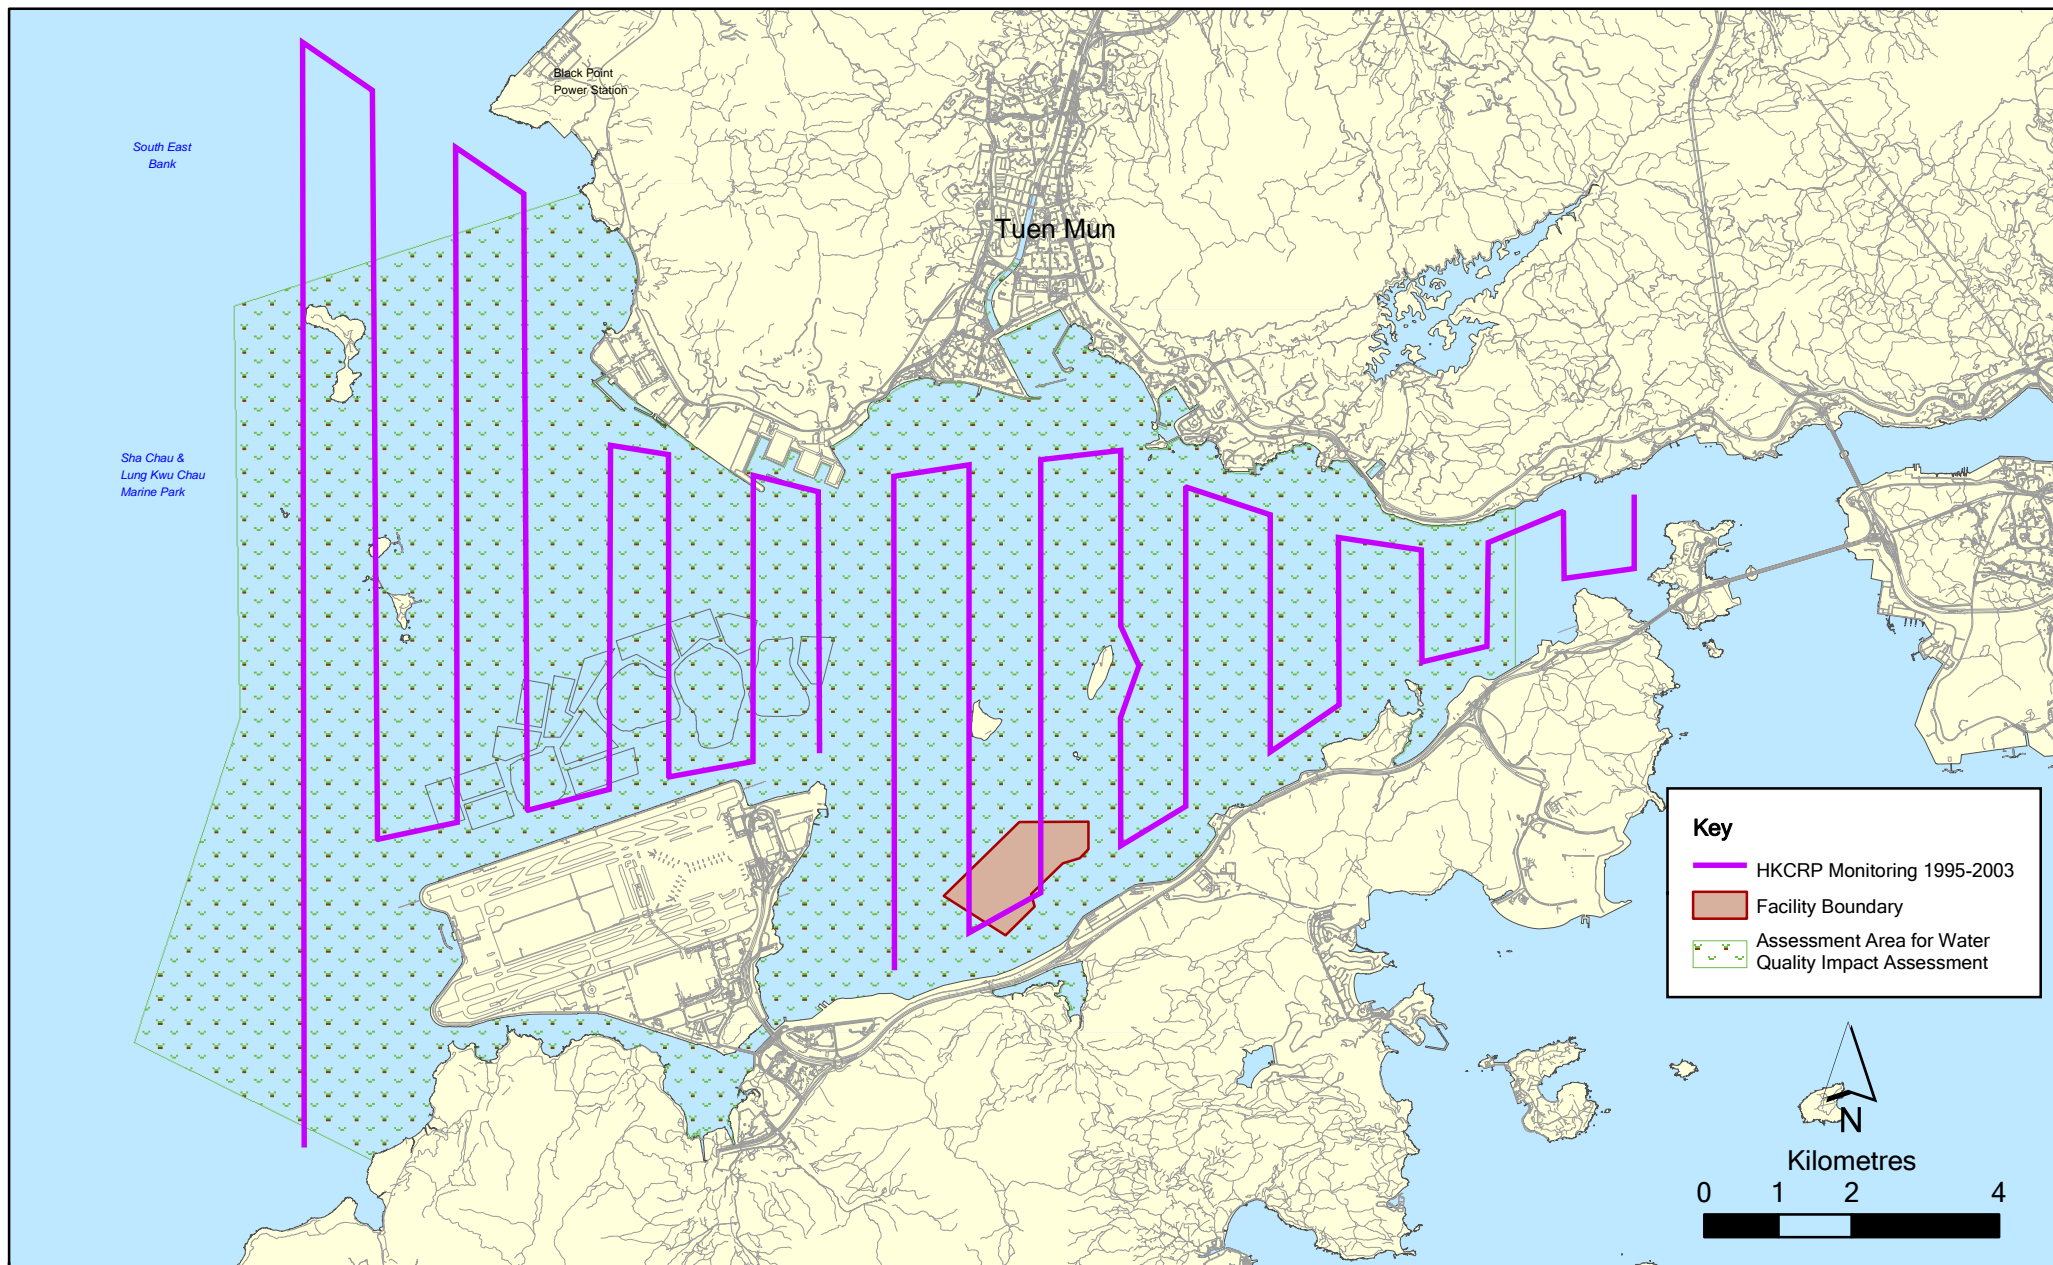 Black Point
Power Station
South East
Bank
Tuen Mun
Sha Chau &
Lung Kwu Chau
Marine Park
Key
HKCRP Monitoring 1995-2003
Facility Boundary
Assessment Area for Water
Quality Impact Assessment
N
Kilometres
0 1 2 4